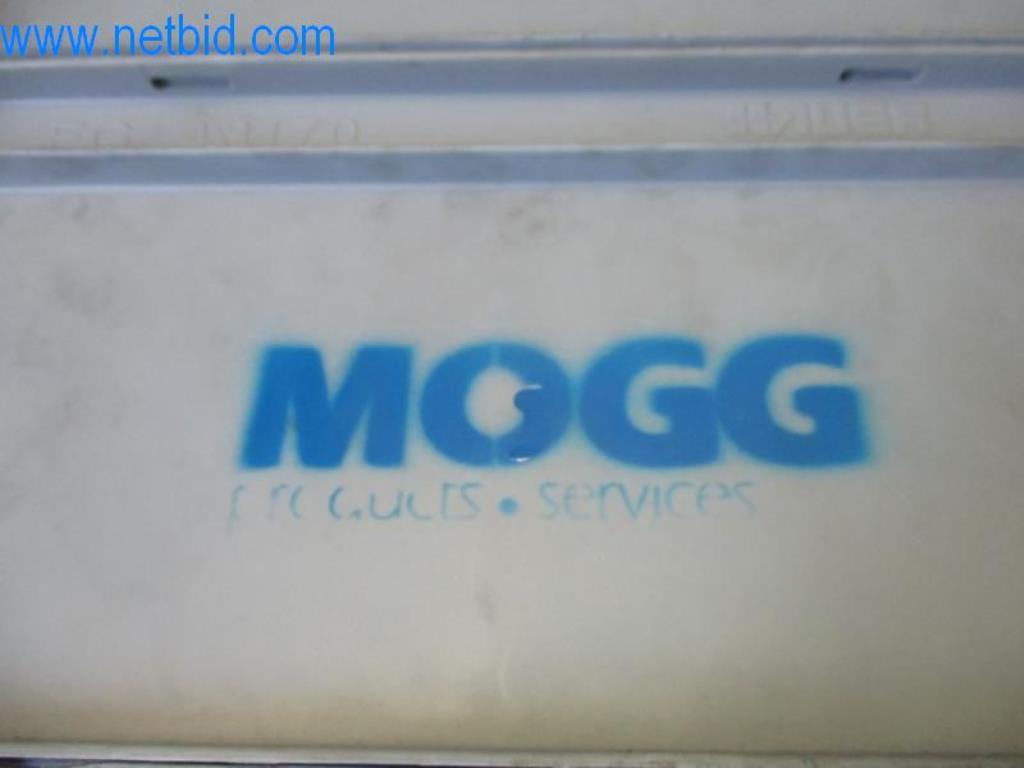 www.netbid.com
MOGG
products • services